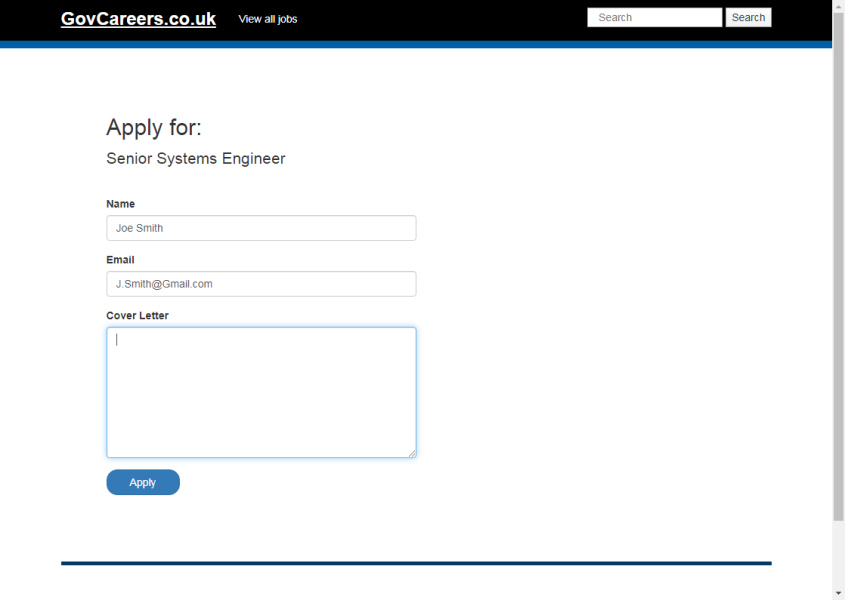 GovCareers.co.uk View all jobs Search Search
Apply for:
Senior Systems Engineer
Name
Joe Smith
Email
J.Smith@Gmail.com
Cover Letter
Apply